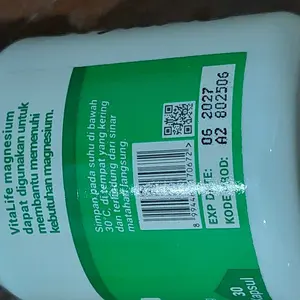 VitaLife magnesium
dapat digunakan untuk
membantu memenuhi
kebutuhan magnesium.
Simpan pada suhu di bawah
30°C, di tempat yang kering
dan terlindung dari sinar
matahari langsung.
EXP DATE: 06 2027
KODE PROD: A2 802506
30
kapsul